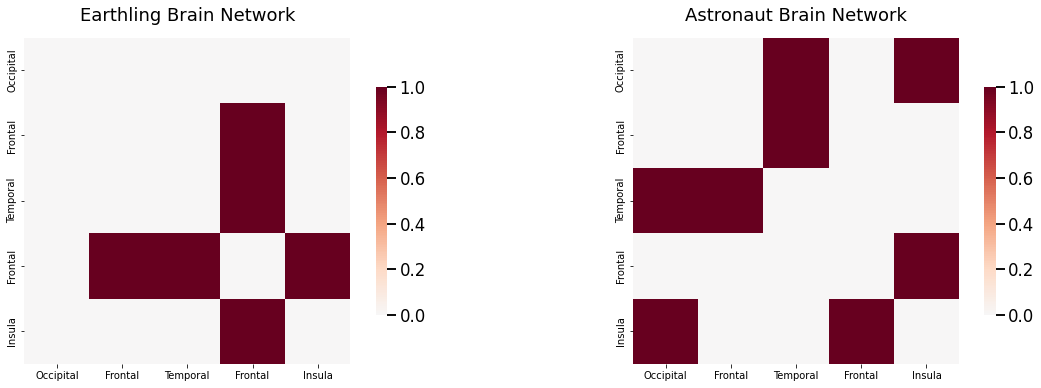 Earthling Brain Network
Occipital
Frontal
Temporal
Frontal
Insula
Occipital Frontal Temporal Frontal Insula
1.0
0.8
0.6
0.4
0.2
0.0
Astronaut Brain Network
Occipital
Frontal
Temporal
Frontal
Insula
Occipital Frontal Temporal Frontal Insula
1.0
0.8
0.6
0.4
0.2
0.0